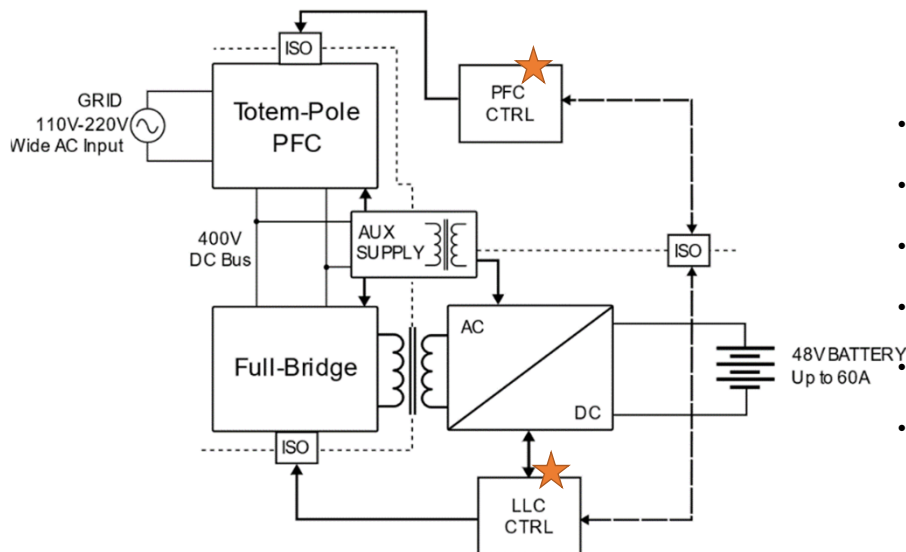 ISO
GRID
110V-220V
Wide AC Input
Totem-Pole
PFC
PFC
CTRL
400V
DC Bus
AUX
SUPPLY
ISO
Full-Bridge
AC
DC
48V BATTERY
Up to 60A
ISO
LLC
CTRL